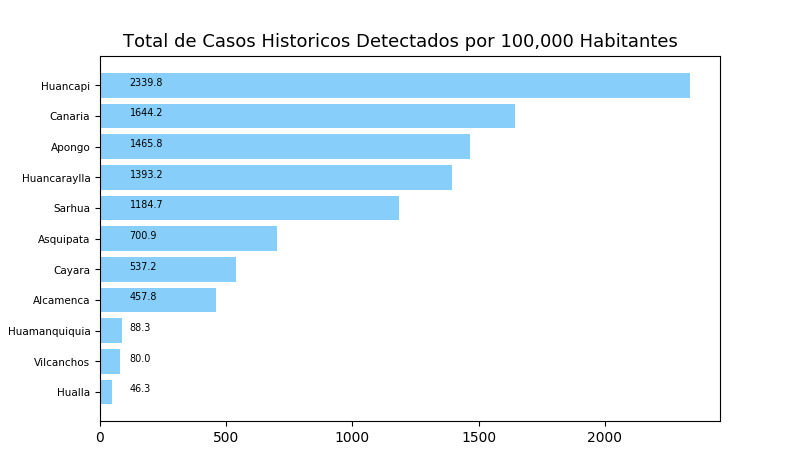 Total de Casos Historicos Detectados por 100,000 Habitantes
Huancapi 2339.8
Canaria 1644.2
Apongo 1465.8
Huancaraylla 1393.2
Sarhua 1184.7
Asquipata 700.9
Cayara 537.2
Alcamenca 457.8
Huamanquiquia 88.3
Vilcanchos 80.0
Hualla 46.3
0 500 1000 1500 2000